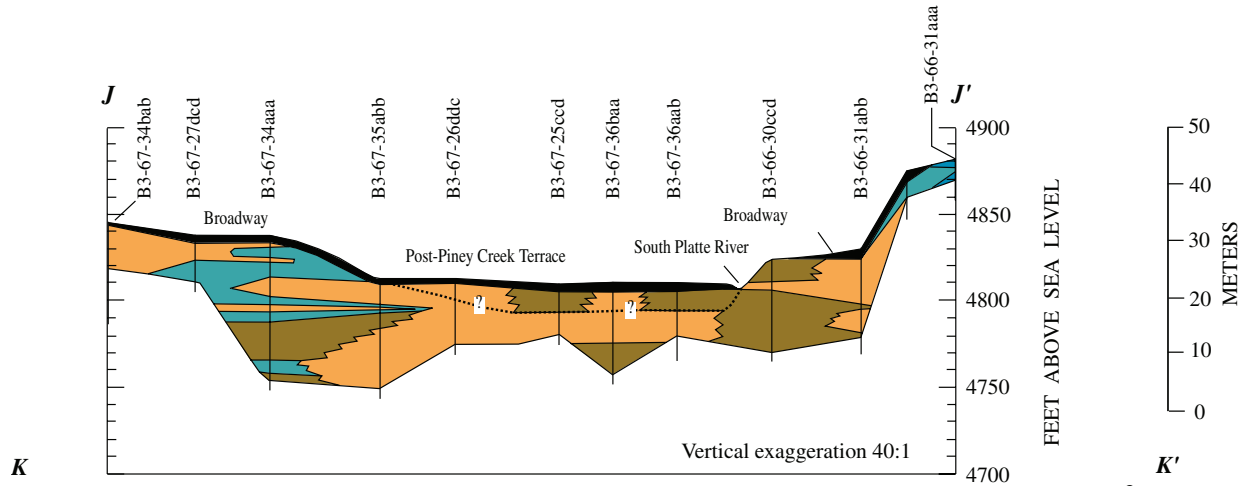 J
J'
B3-67-34bab
B3-67-27dcd
B3-67-34aaa
B3-67-35abb
B3-67-26ddc
B3-67-25ccd
B3-67-36baa
B3-67-36aab
B3-66-30ccd
B3-66-31abb
B3-66-31aaa
Broadway
Post-Piney Creek Terrace
South Platte River
Broadway
?
?
4900
4850
4800
4750
4700
FEET ABOVE SEA LEVEL
50
40
30
20
10
0
METERS
Vertical exaggeration 40:1
K
K'